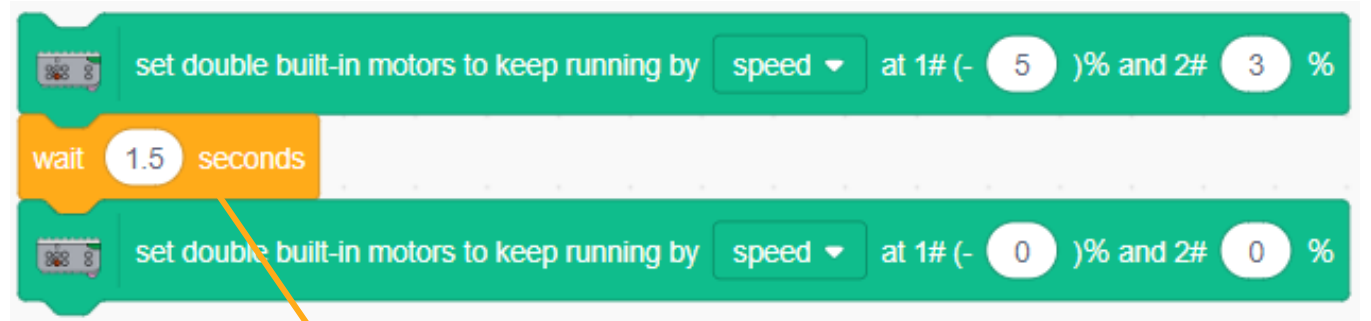 set double built-in motors to keep running by speed at 1# (- 5 )% and 2# 3 %
wait 1.5 seconds
set double built-in motors to keep running by speed at 1# (- 0 )% and 2# 0 %